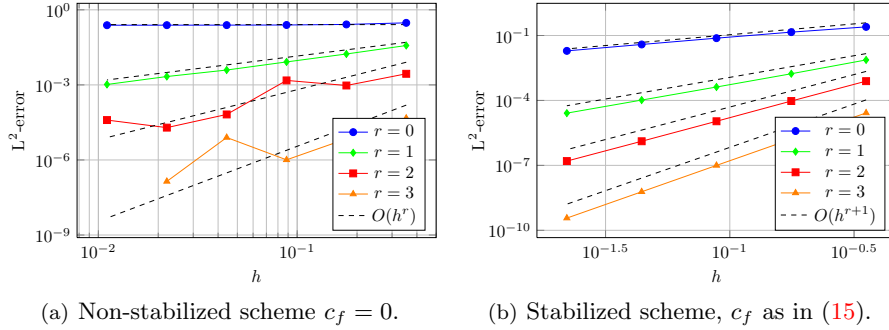 10^0
10^−3
10^−6
10^−9
L²-error
10^−2
10^−1
h
r = 0
r = 1
r = 2
r = 3
O(h^r)
10^−1
10^−4
10^−7
10^−10
L²-error
10^−1.5
10^−1
10^−0.5
h
r = 0
r = 1
r = 2
r = 3
O(h^{r+1})
(a) Non-stabilized scheme c_f = 0.
(b) Stabilized scheme, c_f as in (15).